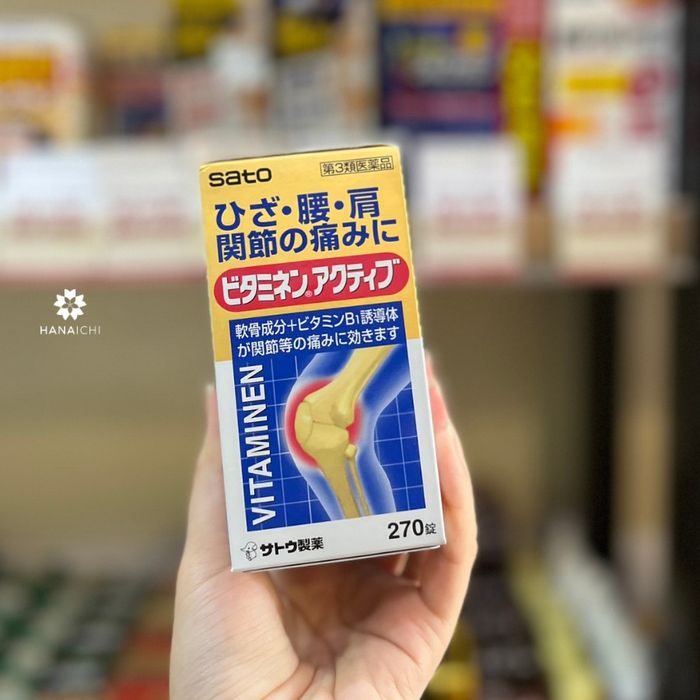 sato
第3類医薬品
ひざ・腰・肩
関節の痛みに
ビタミネン®アクティブ
軟骨成分+ビタミンB1誘導体
が関節等の痛みに効きます
VITAMINEN
サトウ製薬
270錠
HANAICHI